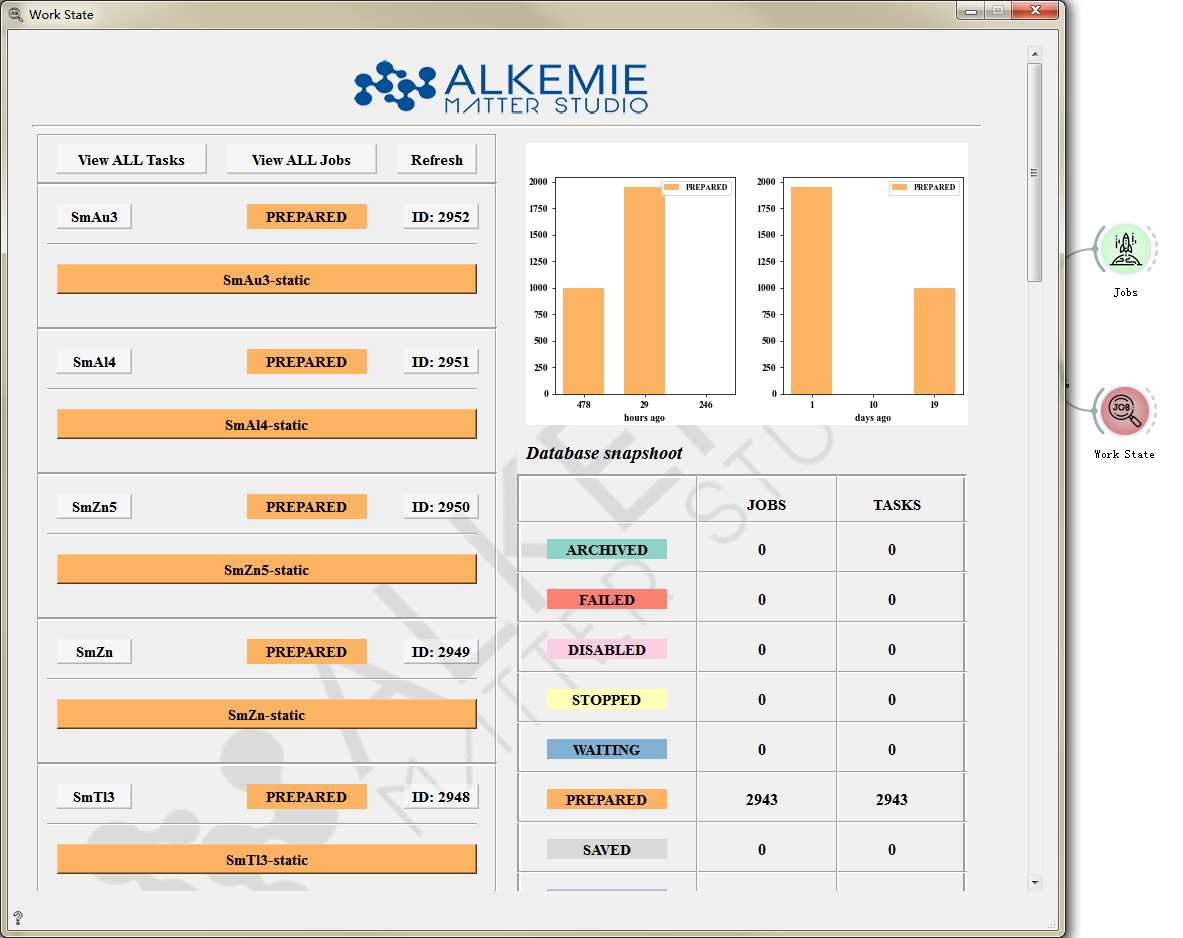 Work State
ALKEMIE
MATTER STUDIO
View ALL Tasks View ALL Jobs Refresh
SmAu3 PREPARED ID: 2952
SmAu3-static
SmAl4 PREPARED ID: 2951
SmAl4-static
SmZn5 PREPARED ID: 2950
SmZn5-static
SmZn PREPARED ID: 2949
SmZn-static
SmTl3 PREPARED ID: 2948
SmTl3-static
PREPARED
2000
1750
1500
1250
1000
750
500
250
0
478 29 246
hours ago
PREPARED
2000
1750
1500
1250
1000
750
500
250
0
1 10 19
days ago
Database snapshoot
JOBS TASKS
ARCHIVED 0 0
FAILED 0 0
DISABLED 0 0
STOPPED 0 0
WAITING 0 0
PREPARED 2943 2943
SAVED 0 0
ALKE
MATTER STU
?
Jobs
JOB
Work State